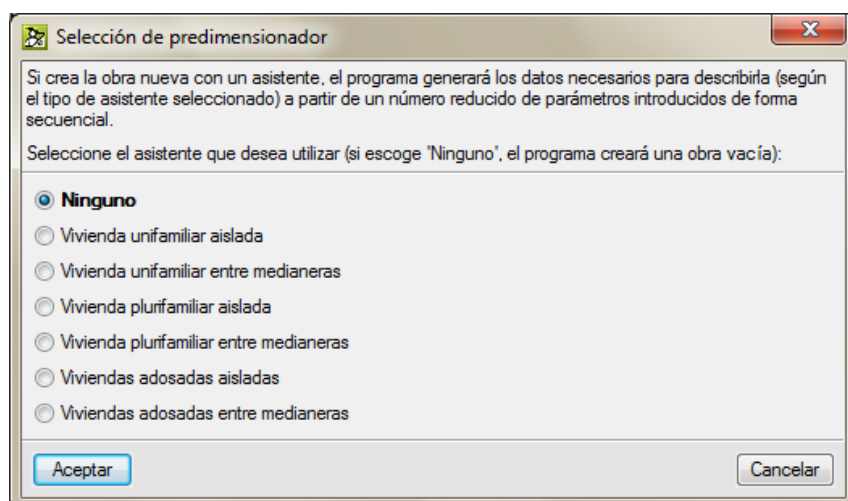 Selección de predimensionador
Si crea la obra nueva con un asistente, el programa generará los datos necesarios para describirla (según
el tipo de asistente seleccionado) a partir de un número reducido de parámetros introducidos de forma
secuencial.
Seleccione el asistente que desea utilizar (si escoge 'Ninguno', el programa creará una obra vacía):
Ninguno
Vivienda unifamiliar aislada
Vivienda unifamiliar entre medianeras
Vivienda plurifamiliar aislada
Vivienda plurifamiliar entre medianeras
Viviendas adosadas aisladas
Viviendas adosadas entre medianeras
Aceptar
Cancelar